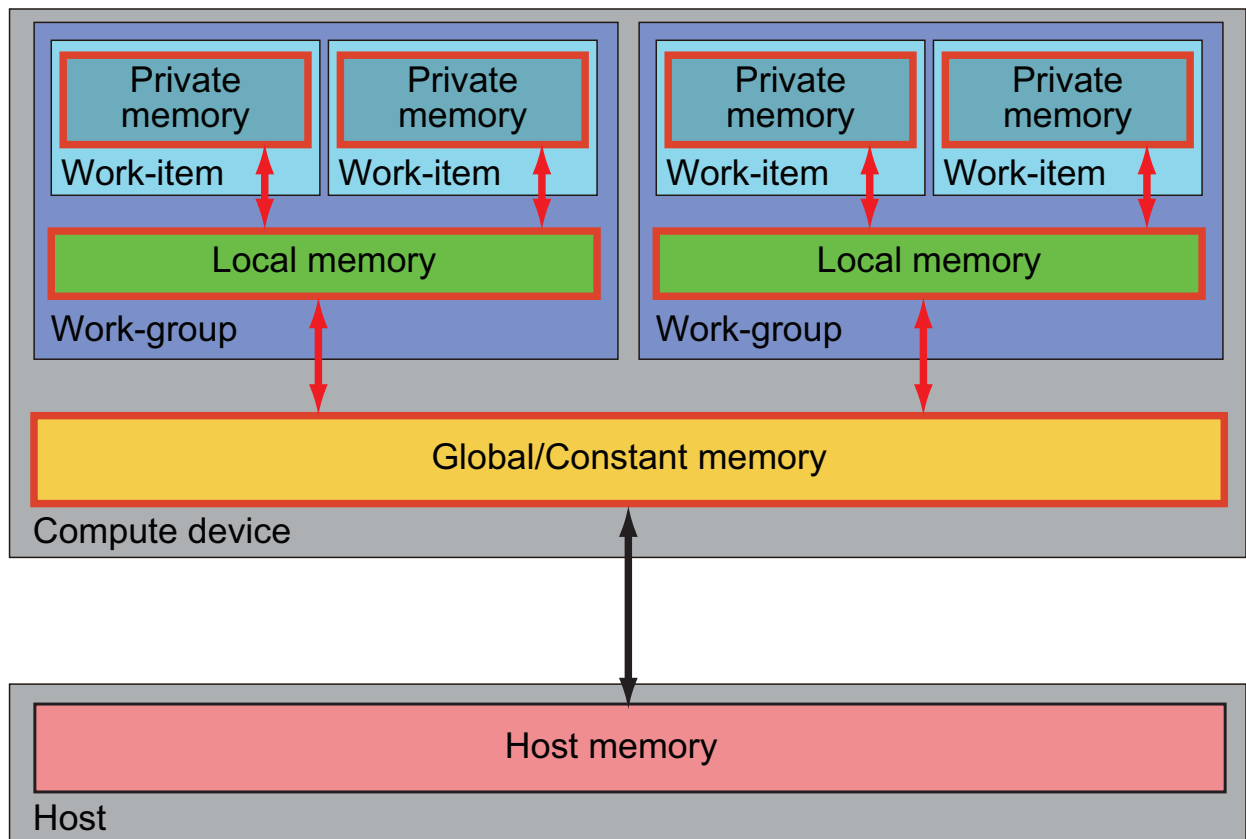 Private
memory
Work-item
Private
memory
Work-item
Local memory
Work-group
Private
memory
Work-item
Private
memory
Work-item
Local memory
Work-group
Global/Constant memory
Compute device
Host memory
Host